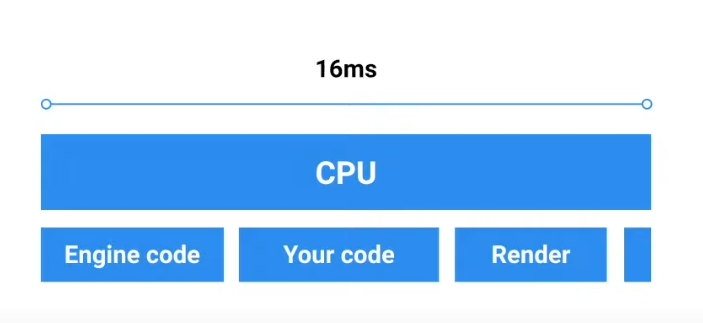 16ms
CPU
Engine code
Your code
Render